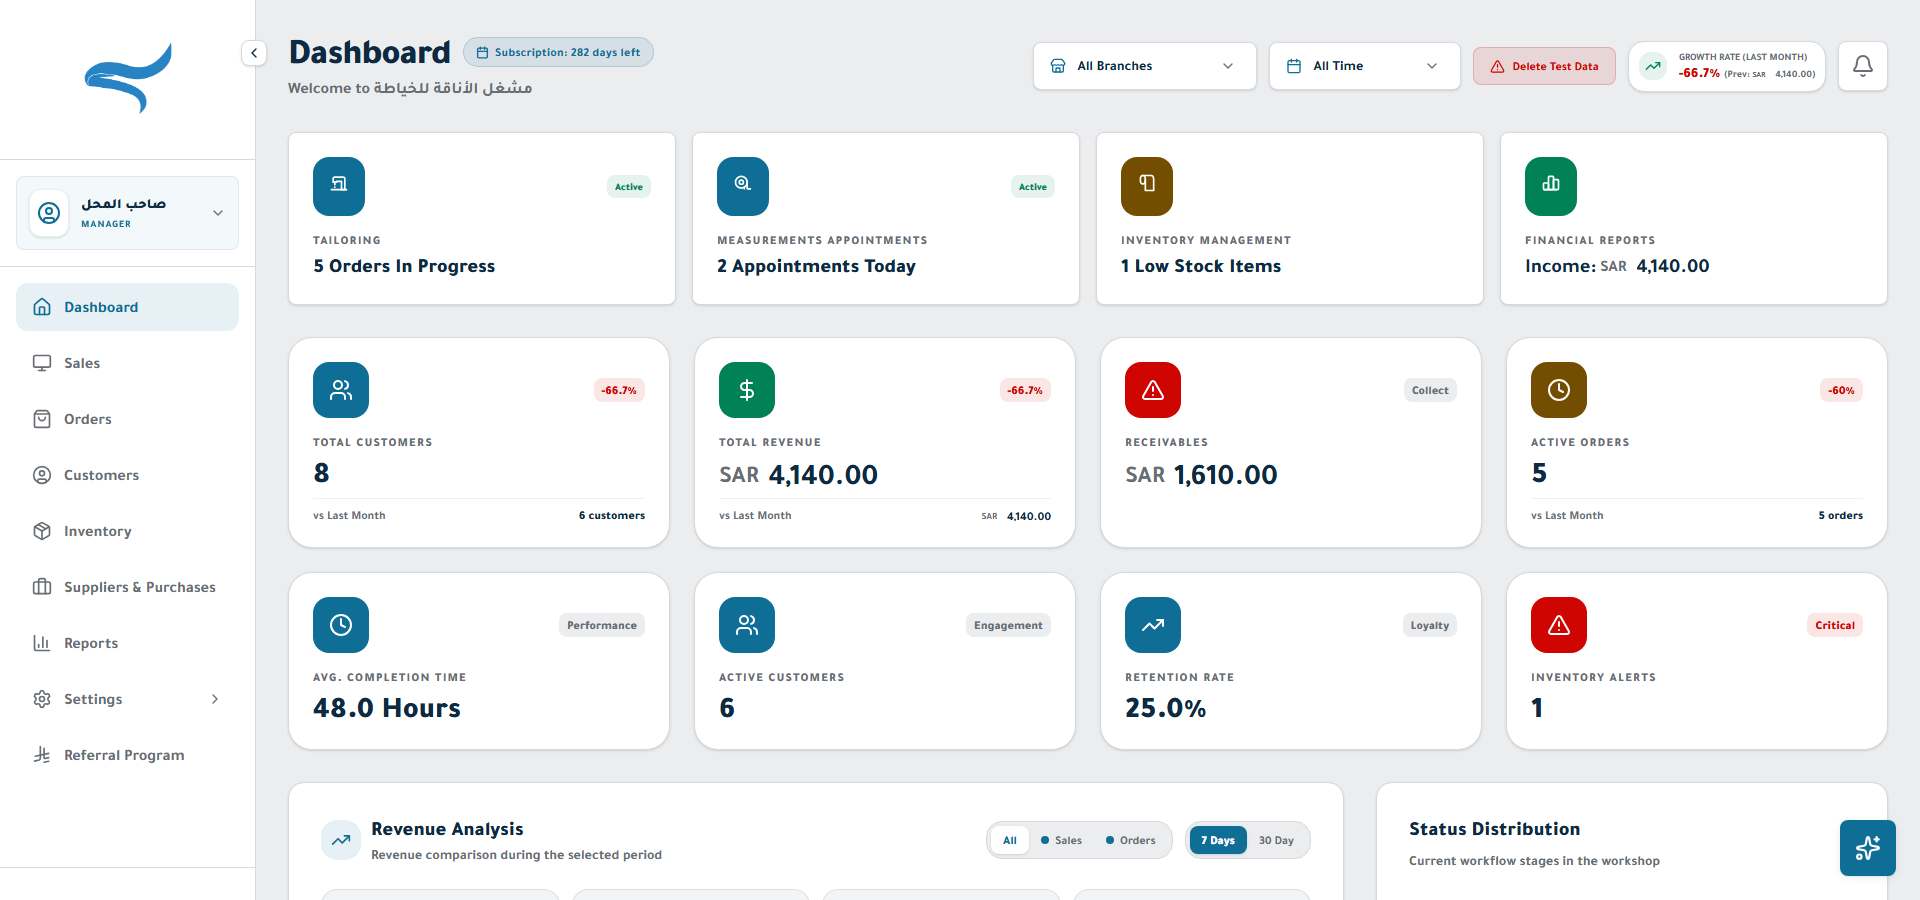 Dashboard
Subscription: 282 days left
Welcome to مشغل الأناقة للخياطة
All Branches
All Time
Delete Test Data
GROWTH RATE (LAST MONTH)
-66.7% (Prev: SAR 4,140.00)
صاحب المحل
MANAGER
Dashboard
Sales
Orders
Customers
Inventory
Suppliers & Purchases
Reports
Settings
Referral Program
Active
TAILORING
5 Orders In Progress
Active
MEASUREMENTS APPOINTMENTS
2 Appointments Today
INVENTORY MANAGEMENT
1 Low Stock Items
FINANCIAL REPORTS
Income: SAR 4,140.00
-66.7%
TOTAL CUSTOMERS
8
vs Last Month 6 customers
-66.7%
TOTAL REVENUE
SAR 4,140.00
vs Last Month SAR 4,140.00
Collect
RECEIVABLES
SAR 1,610.00
-60%
ACTIVE ORDERS
5
vs Last Month 5 orders
Performance
AVG. COMPLETION TIME
48.0 Hours
Engagement
ACTIVE CUSTOMERS
6
Loyalty
RETENTION RATE
25.0%
Critical
INVENTORY ALERTS
1
Revenue Analysis
Revenue comparison during the selected period
All Sales Orders
7 Days 30 Day
Status Distribution
Current workflow stages in the workshop